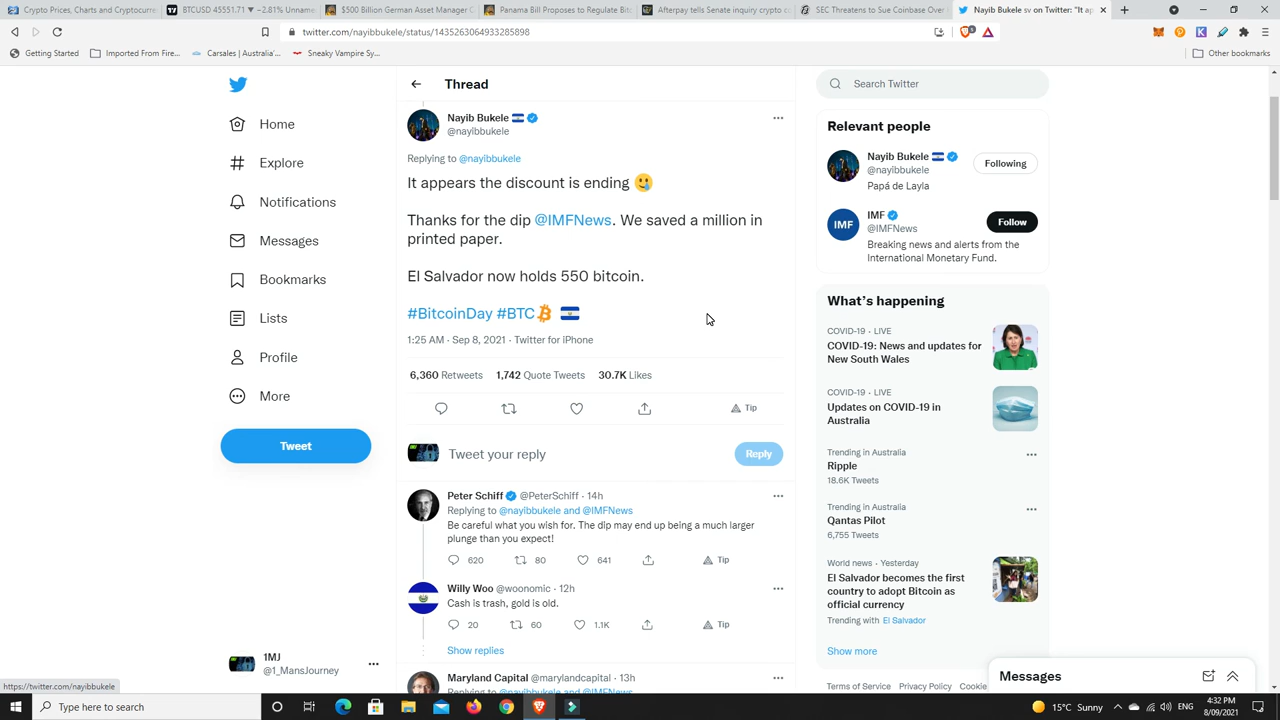 Crypto Prices, Charts and Cryptocurre
BTCUSD 45551.71 ▼ −2.81% Unname
$500 Billion German Asset Manager C
Panama Bill Proposes to Regulate Bitc
Afterpay tells Senate inquiry crypto co
SEC Threatens to Sue Coinbase Over
Nayib Bukele sv on Twitter: "It ap
twitter.com/nayibbukele/status/1435263064933285898
Getting Started
Imported From Fire...
Carsales | Australia'...
Sneaky Vampire Sy...
Other bookmarks
Home
Explore
Notifications
Messages
Bookmarks
Lists
Profile
More
Tweet
1MJ
@1_MansJourney
https://twitter.com/nayibbukele
Thread
Nayib Bukele 🇸🇻
@nayibbukele
Replying to @nayibbukele
It appears the discount is ending 🥲
Thanks for the dip @IMFNews. We saved a million in
printed paper.
El Salvador now holds 550 bitcoin.
#BitcoinDay #BTC 🇸🇻
1:25 AM · Sep 8, 2021 · Twitter for iPhone
6,360 Retweets 1,742 Quote Tweets 30.7K Likes
Tip
Tweet your reply
Reply
Peter Schiff @PeterSchiff · 14h
Replying to @nayibbukele and @IMFNews
Be careful what you wish for. The dip may end up being a much larger
plunge than you expect!
620 80 641 Tip
Willy Woo @woonomic · 12h
Cash is trash, gold is old.
20 60 1.1K Tip
Show replies
Maryland Capital @marylandcapital · 13h
Replying to @nayibbukele and @IMFNews
Search Twitter
Relevant people
Nayib Bukele 🇸🇻
@nayibbukele
Following
Papá de Layla
IMF
IMF
@IMFNews
Follow
Breaking news and alerts from the
International Monetary Fund.
What's happening
COVID-19 · LIVE
COVID-19: News and updates for
New South Wales
COVID-19 · LIVE
Updates on COVID-19 in
Australia
Trending in Australia
Ripple
18.6K Tweets
Trending in Australia
Qantas Pilot
6,755 Tweets
World news · Yesterday
El Salvador becomes the first
country to adopt Bitcoin as
official currency
Trending with El Salvador
Show more
Terms of Service Privacy Policy Cookie
Messages
Type here to search
15°C Sunny
ENG
4:32 PM
8/09/2021